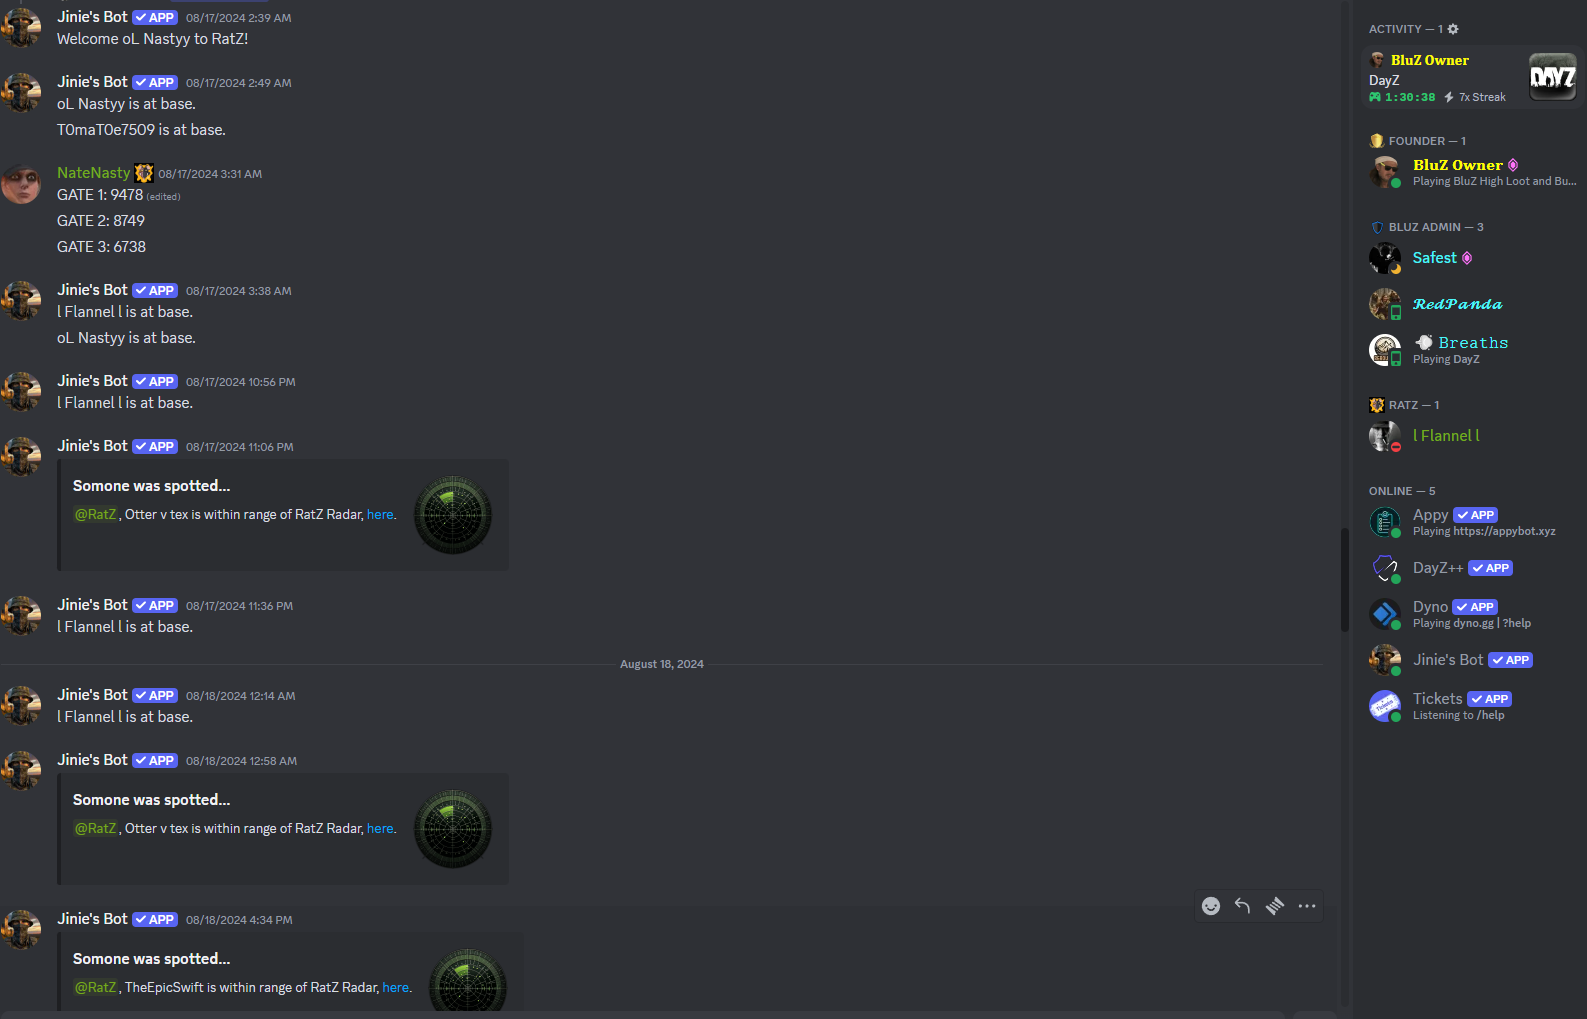 Jinie's Bot APP 08/17/2024 2:39 AM
Welcome oL Nastyy to RatZ!
Jinie's Bot APP 08/17/2024 2:49 AM
oL Nastyy is at base.
T0maT0e7509 is at base.
NateNasty 08/17/2024 3:31 AM
GATE 1: 9478 (edited)
GATE 2: 8749
GATE 3: 6738
Jinie's Bot APP 08/17/2024 3:38 AM
l Flannel l is at base.
oL Nastyy is at base.
Jinie's Bot APP 08/17/2024 10:56 PM
l Flannel l is at base.
Jinie's Bot APP 08/17/2024 11:06 PM
Somone was spotted...
@RatZ, Otter v tex is within range of RatZ Radar, here.
Jinie's Bot APP 08/17/2024 11:36 PM
l Flannel l is at base.
August 18, 2024
Jinie's Bot APP 08/18/2024 12:14 AM
l Flannel l is at base.
Jinie's Bot APP 08/18/2024 12:58 AM
Somone was spotted...
@RatZ, Otter v tex is within range of RatZ Radar, here.
Jinie's Bot APP 08/18/2024 4:34 PM
Somone was spotted...
@RatZ, TheEpicSwift is within range of RatZ Radar, here.
ACTIVITY — 1
BluZ Owner
DayZ
1:30:38 7x Streak
DAYZ
FOUNDER — 1
BluZ Owner
Playing BluZ High Loot and Bu...
BLUZ ADMIN — 3
Safest
𝓡𝓮𝓭𝓟𝓪𝓷𝓭𝓪
💨 Breaths
Playing DayZ
RATZ — 1
l Flannel l
ONLINE — 5
Appy APP
Playing https://appybot.xyz
DayZ++ APP
Dyno APP
Playing dyno.gg | ?help
Jinie's Bot APP
Tickets APP
Listening to /help